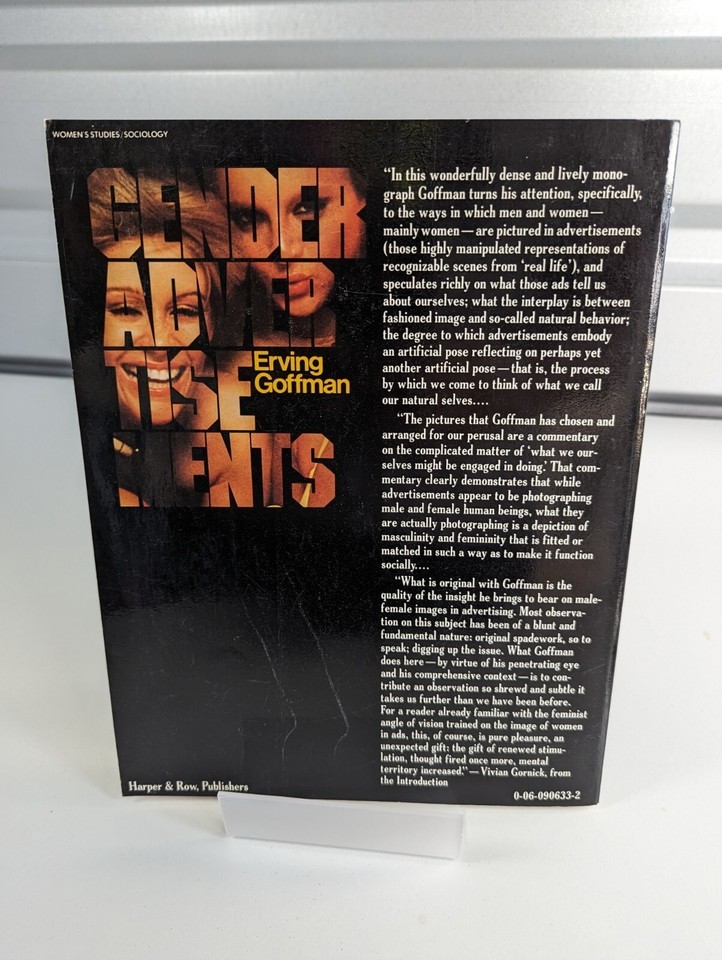 WOMEN'S STUDIES/SOCIOLOGY
GENDER
ADVER
TISE
MENTS
Erving
Goffman
“In this wonderfully dense and lively mono-
graph Goffman turns his attention, specifically,
to the ways in which men and women—
mainly women—are pictured in advertisements
(those highly manipulated representations of
recognizable scenes from ‘real life’), and
speculates richly on what those ads tell us
about ourselves; what the interplay is between
fashioned image and so-called natural behavior;
the degree to which advertisements embody
an artificial pose reflecting on perhaps yet
another artificial pose—that is, the process
by which we come to think of what we call
our natural selves....
“The pictures that Goffman has chosen and
arranged for our perusal are a commentary
on the complicated matter of ‘what we our-
selves might be engaged in doing.’ That com-
mentary clearly demonstrates that while
advertisements appear to be photographing
male and female human beings, what they
are actually photographing is a depiction of
masculinity and femininity that is fitted or
matched in such a way as to make it function
socially....
“What is original with Goffman is the
quality of the insight he brings to bear on male-
female images in advertising. Most observa-
tion on this subject has been of a blunt and
fundamental nature: original spadework, so to
speak; digging up the issue. What Goffman
does here—by virtue of his penetrating eye
and his comprehensive context—is to con-
tribute an observation so shrewd and subtle it
takes us further than we have been before.
For a reader already familiar with the feminist
angle of vision trained on the image of women
in ads, this, of course, is pure pleasure, an
unexpected gift: the gift of renewed stimu-
lation, thought fired once more, mental
territory increased.”—Vivian Gornick, from
the Introduction
Harper & Row, Publishers
0-06-090633-2